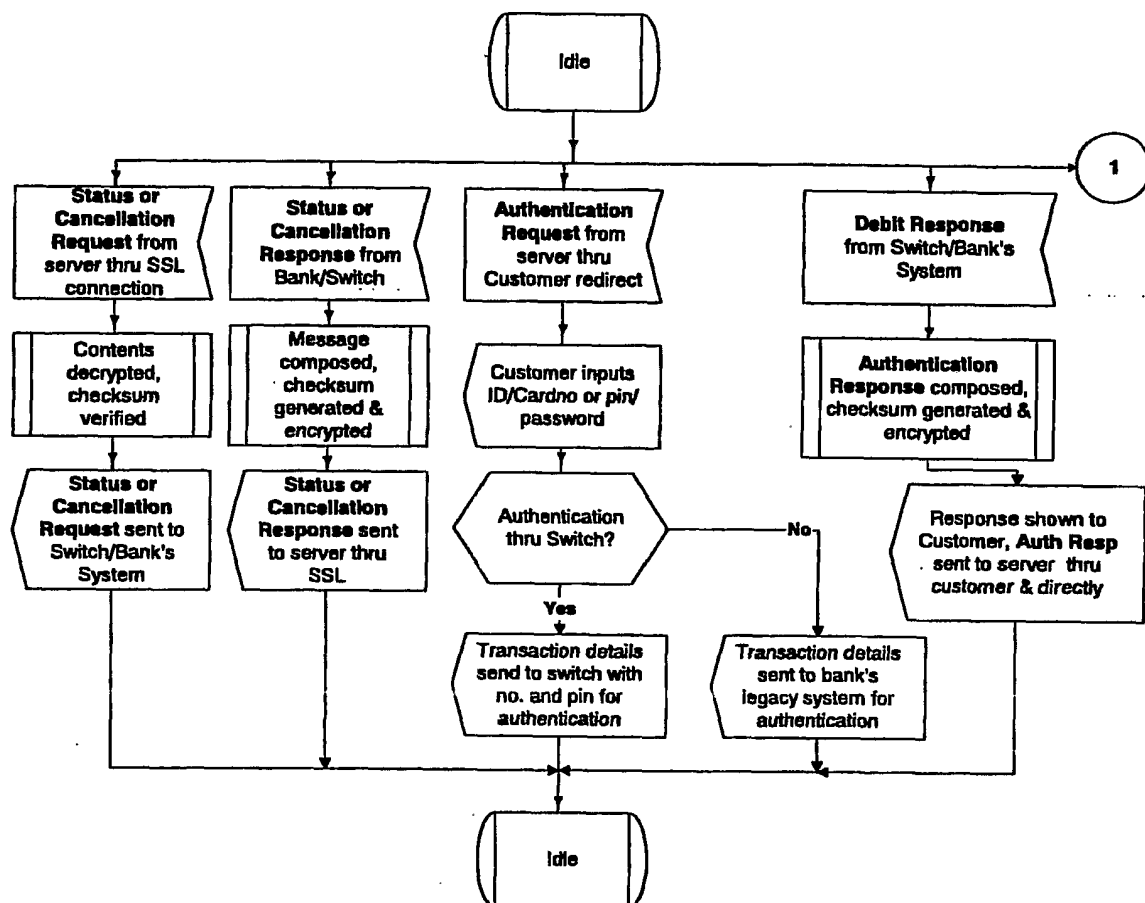 Idle
1
Status or
Cancellation
Request from
server thru SSL
connection
Status or
Cancellation
Response from
Bank/Switch
Authentication
Request from
server thru
Customer redirect
Debit Response
from Switch/Bank's
System
Contents
decrypted,
checksum
verified
Message
composed,
checksum
generated &
encrypted
Customer inputs
ID/Cardno or pin/
password
Authentication
Response composed,
checksum generated &
encrypted
Status or
Cancellation
Request sent to
Switch/Bank's
System
Status or
Cancellation
Response sent
to server thru
SSL
Authentication
thru Switch?
No
Yes
Response shown to
Customer, Auth Resp
sent to server thru
customer & directly
Transaction details
send to switch with
no. and pin for
authentication
Transaction details
sent to bank's
legacy system for
authentication
Idle